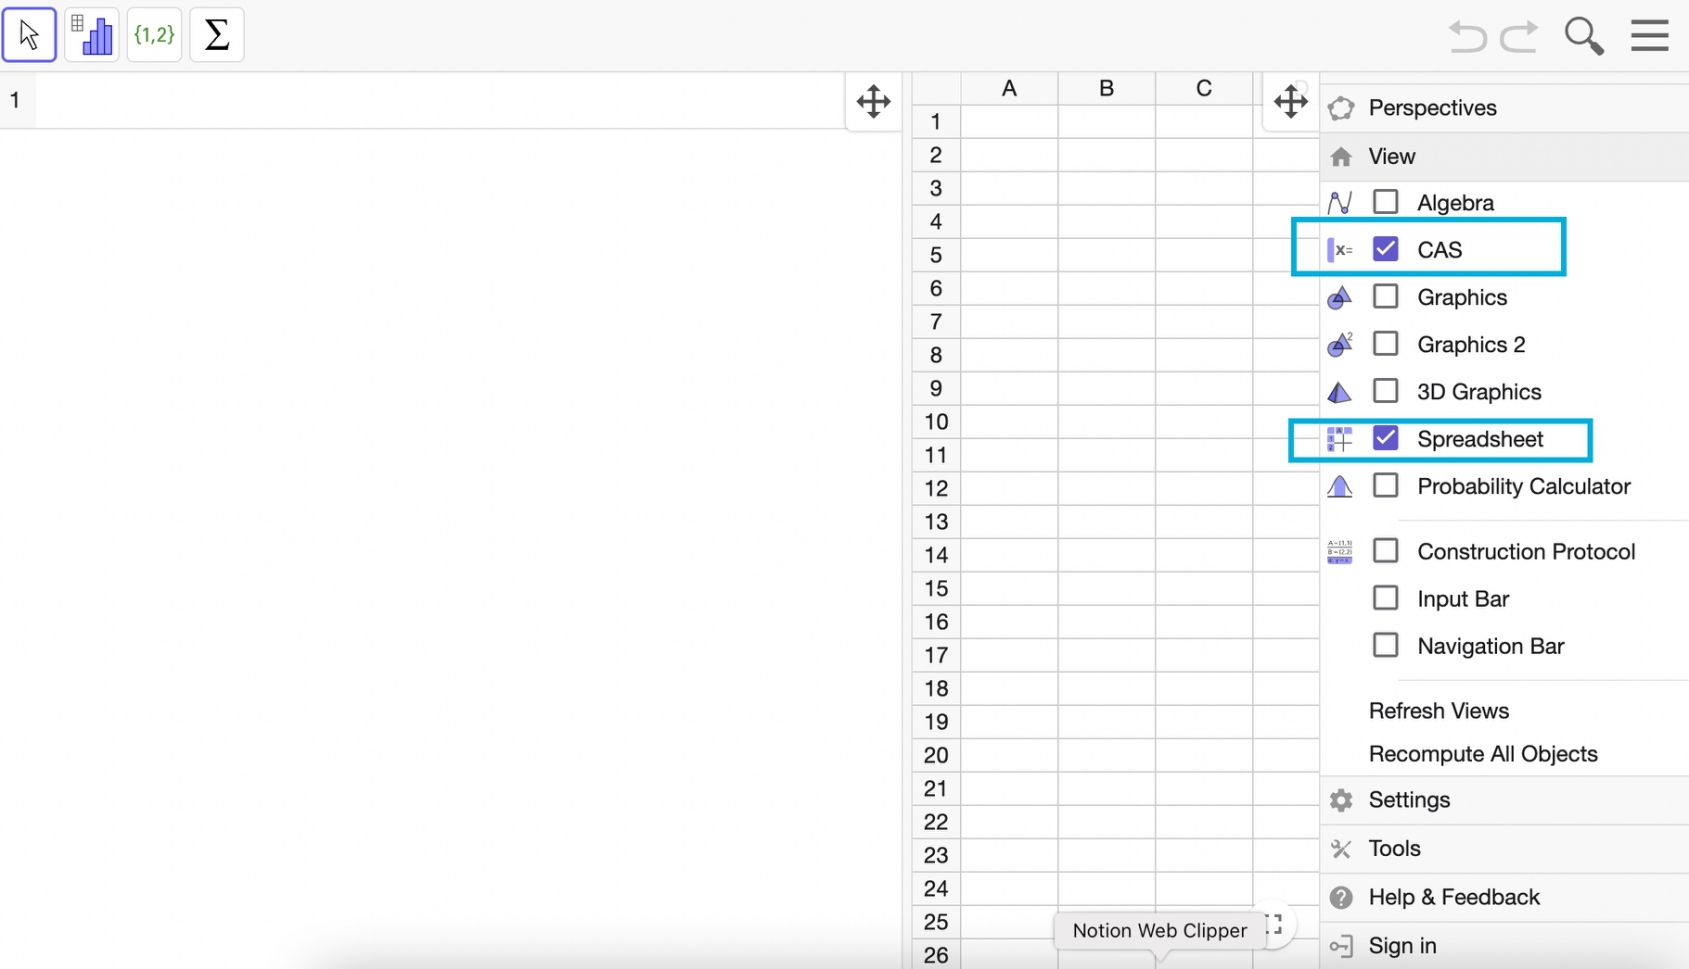 {1,2}
Σ
1
A B C
1
2
3
4
5
6
7
8
9
10
11
12
13
14
15
16
17
18
19
20
21
22
23
24
25
26
Perspectives
View
Algebra
x= CAS
Graphics
2 Graphics 2
3D Graphics
Spreadsheet
Probability Calculator
Construction Protocol
Input Bar
Navigation Bar
Refresh Views
Recompute All Objects
Settings
Tools
? Help & Feedback
Sign in
Notion Web Clipper